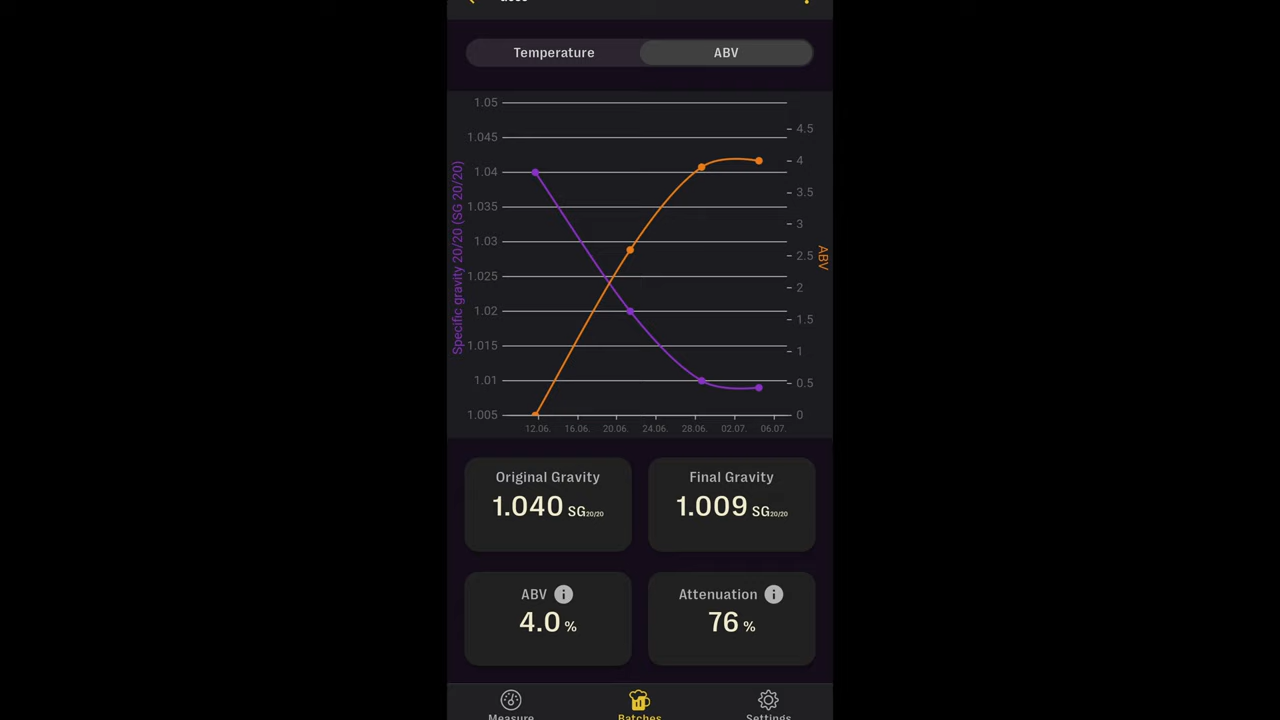 Temperature
ABV
1.05
1.045
1.04
1.035
1.03
1.025
1.02
1.015
1.01
1.005
Specific gravity 20/20 (SG 20/20)
4.5
4
3.5
3
2.5
2
1.5
1
0.5
0
ABV
12.06. 16.06. 20.06. 24.06. 28.06. 02.07. 06.07.
Original Gravity
1.040 SG20/20
Final Gravity
1.009 SG20/20
ABV i
4.0 %
Attenuation i
76 %
Measure
Batches
Settings